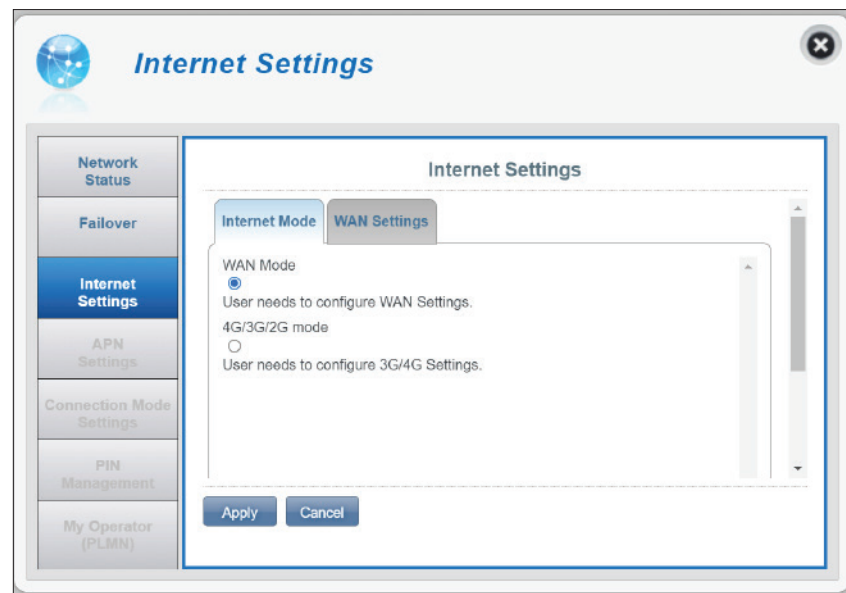 Internet Settings
Network
Status
Failover
Internet
Settings
APN
Settings
Connection Mode
Settings
PIN
Management
My Operator
(PLMN)
Internet Settings
Internet Mode
WAN Settings
WAN Mode
User needs to configure WAN Settings.
4G/3G/2G mode
User needs to configure 3G/4G Settings.
Apply
Cancel